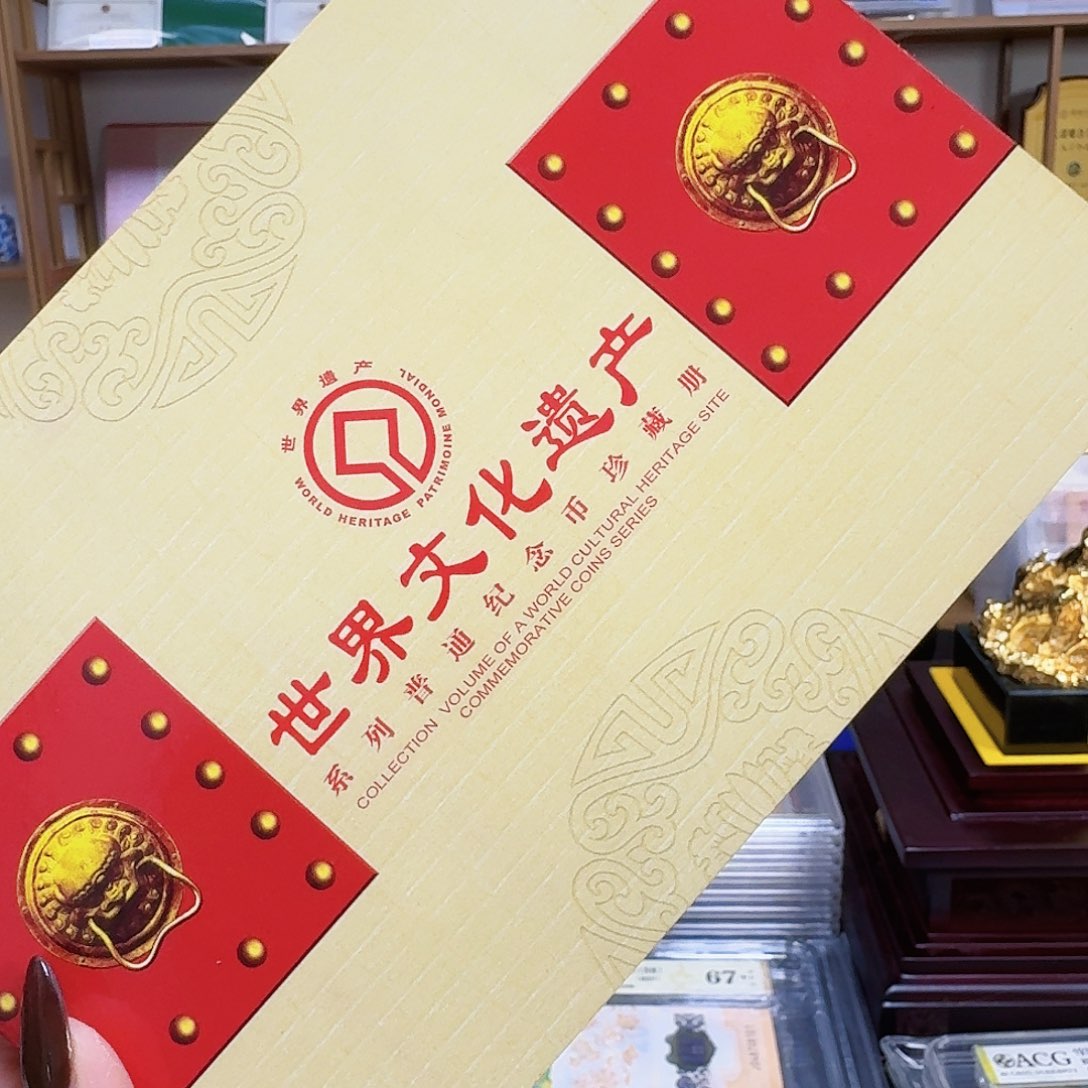 世界遗产
WORLD HERITAGE PATRIMOINE MONDIAL
世界文化遗产
系列普通纪念币珍藏册
COLLECTION VOLUME OF A WORLD CULTURAL HERITAGE SITE
COMMEMORATIVE COINS SERIES
67
ACG